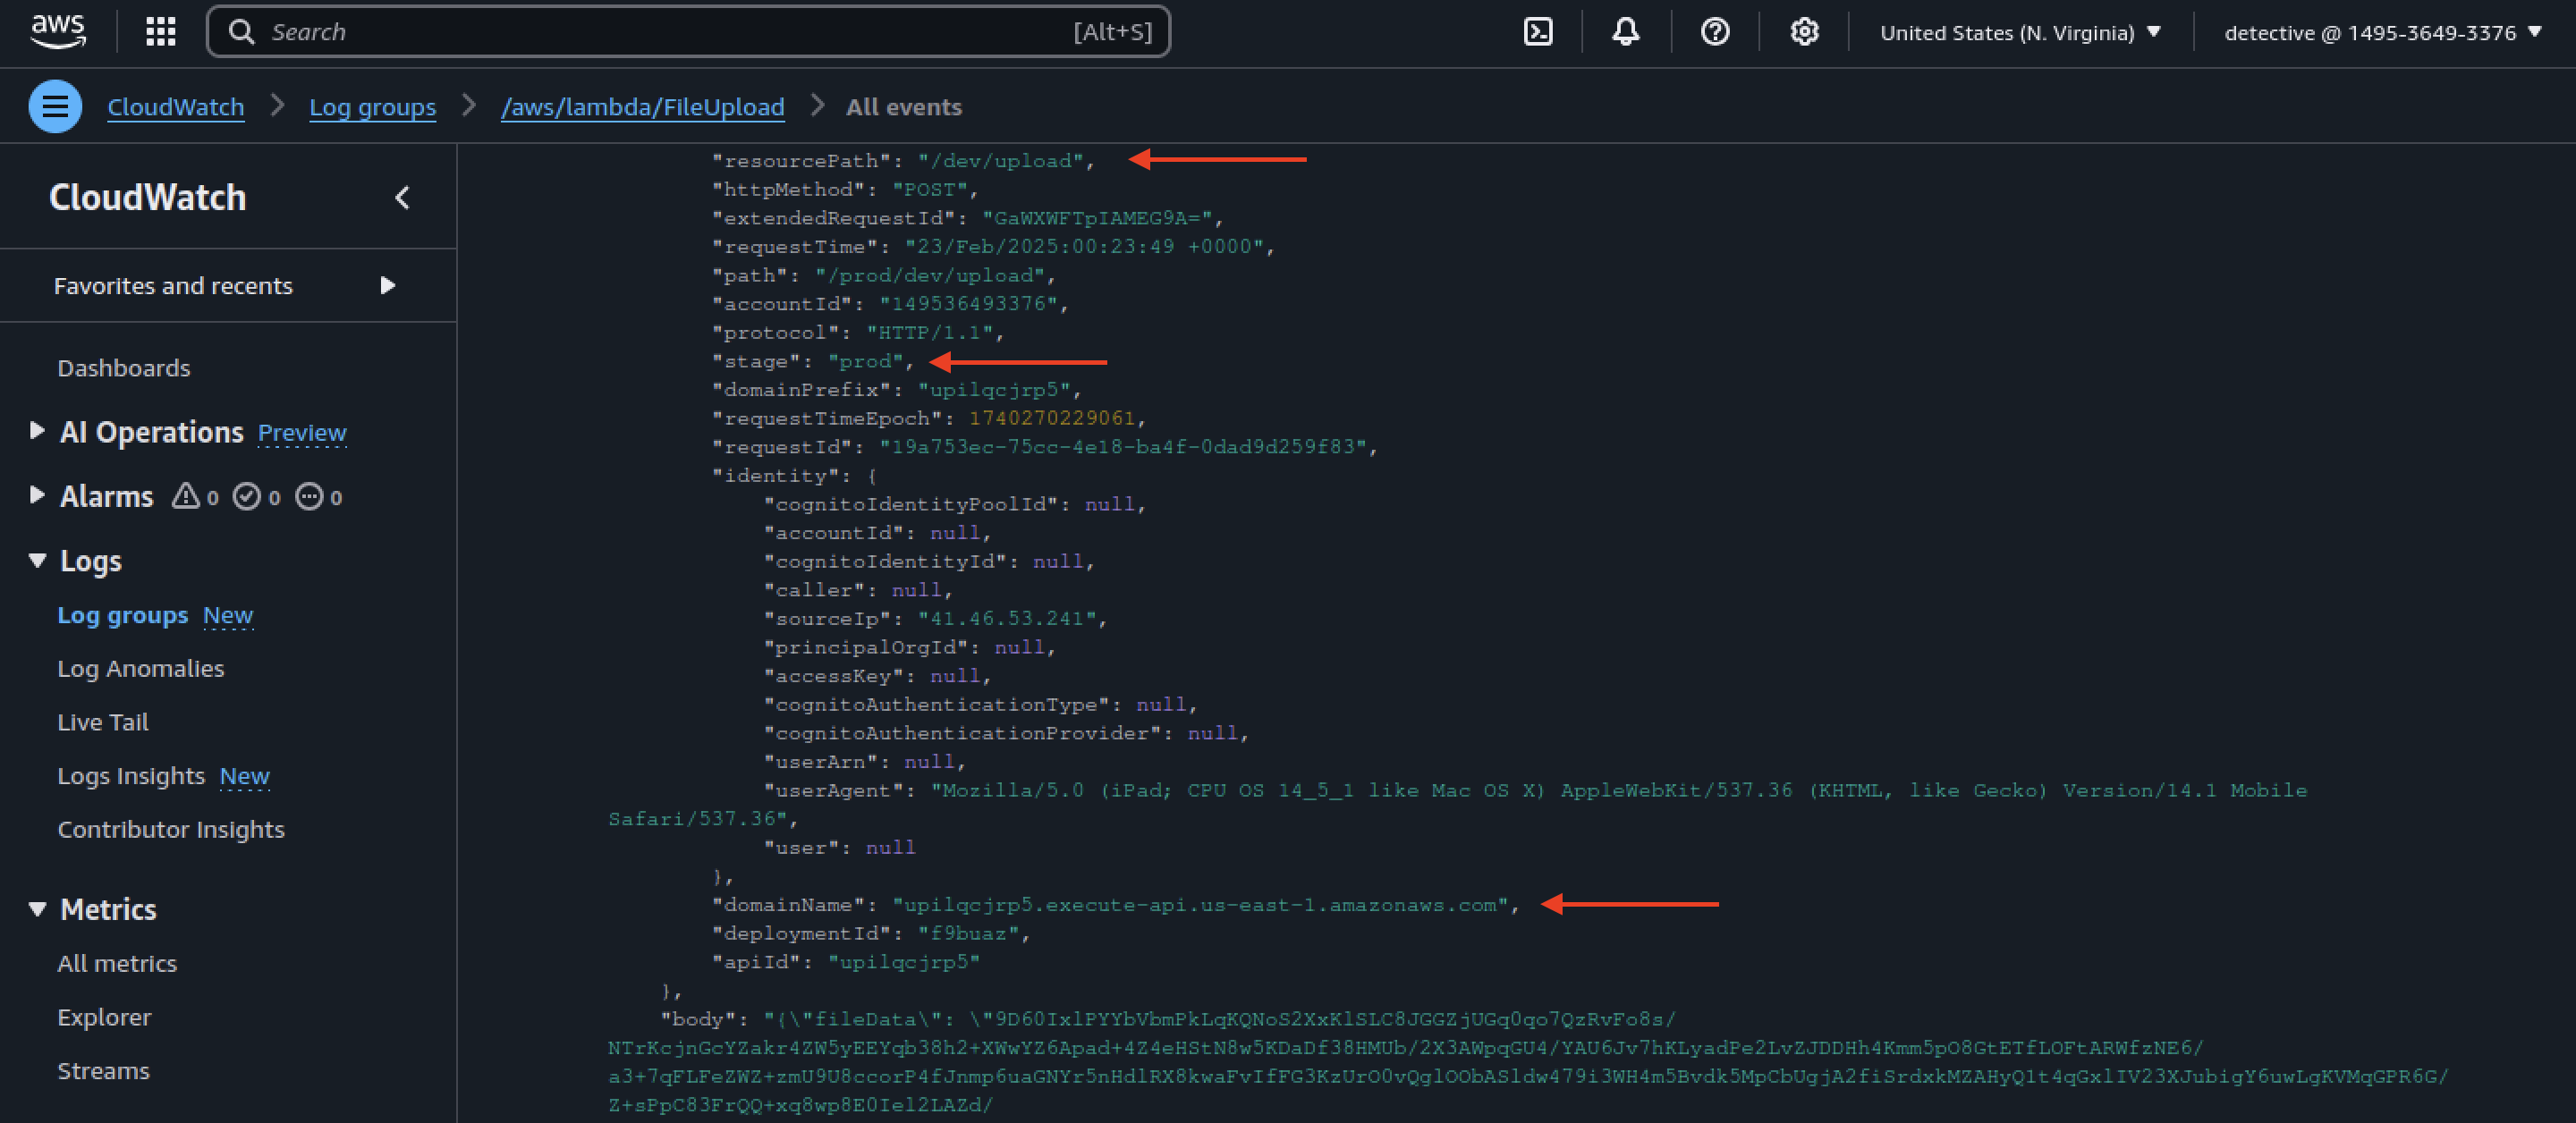 aws
Search [Alt+S]
United States (N. Virginia)
detective @ 1495-3649-3376
CloudWatch
Log groups
/aws/lambda/FileUpload
All events
CloudWatch
Favorites and recents
Dashboards
AI Operations Preview
Alarms 0 0 0
Logs
Log groups New
Log Anomalies
Live Tail
Logs Insights New
Contributor Insights
Metrics
All metrics
Explorer
Streams
"resourcePath": "/dev/upload",
"httpMethod": "POST",
"extendedRequestId": "GaWXWFTpIAMEG9A=",
"requestTime": "23/Feb/2025:00:23:49 +0000",
"path": "/prod/dev/upload",
"accountId": "149536493376",
"protocol": "HTTP/1.1",
"stage": "prod",
"domainPrefix": "upilqcjrp5",
"requestTimeEpoch": 1740270229061,
"requestId": "19a753ec-75cc-4e18-ba4f-0dad9d259f83",
"identity": {
"cognitoIdentityPoolId": null,
"accountId": null,
"cognitoIdentityId": null,
"caller": null,
"sourceIp": "41.46.53.241",
"principalOrgId": null,
"accessKey": null,
"cognitoAuthenticationType": null,
"cognitoAuthenticationProvider": null,
"userArn": null,
"userAgent": "Mozilla/5.0 (iPad; CPU OS 14_5_1 like Mac OS X) AppleWebKit/537.36 (KHTML, like Gecko) Version/14.1 Mobile
Safari/537.36",
"user": null
},
"domainName": "upilqcjrp5.execute-api.us-east-1.amazonaws.com",
"deploymentId": "f9buaz",
"apiId": "upilqcjrp5"
},
"body": "{\"fileData\": \"9D60IxlPYYbVbmPkLqKQNoS2XxKlSLC8JGGZjUGq0qo7QzRvFo8s/
NTrKcjnGcYZakr4ZW5yEEYqb38h2+XWwYZ6Apad+4Z4eHStN8w5KDaDf38HMUb/2X3AWpqGU4/YAU6Jv7hKLyadPe2LvZJDDHh4Kmm5pO8GtETfLOFtARWfzNE6/
a3+7qFLFeZWZ+zmU9U8ccorP4fJnmp6uaGNYr5nHdlRX8kwaFvIfFG3KzUrO0vQglOObASldw479i3WH4m5Bvdk5MpCbUgjA2fiSrdxkMZAHyQ1t4qGxlIV23XJubigY6uwLgKVMqGPR6G/
Z+sPpC83FrQQ+xq8wp8E0Iel2LAZd/